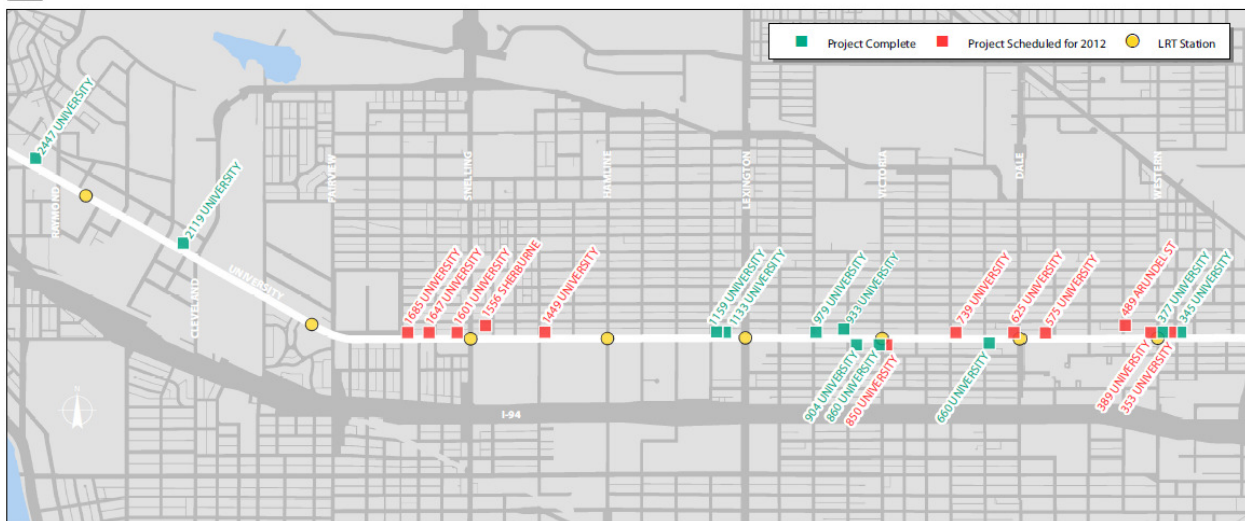 Project Complete
Project Scheduled for 2012
LRT Station
2447 UNIVERSITY
2119 UNIVERSITY
RAYMOND
CLEVELAND
UNIVERSITY
FAIRVIEW
SNELLING
HAMLINE
LEXINGTON
VICTORIA
DALE
WESTERN
1685 UNIVERSITY
1647 UNIVERSITY
1601 UNIVERSITY
1556 SHERBURNE
1449 UNIVERSITY
1159 UNIVERSITY
1133 UNIVERSITY
979 UNIVERSITY
933 UNIVERSITY
739 UNIVERSITY
625 UNIVERSITY
575 UNIVERSITY
489 ARUNDEL ST
377 UNIVERSITY
345 UNIVERSITY
904 UNIVERSITY
860 UNIVERSITY
850 UNIVERSITY
660 UNIVERSITY
389 UNIVERSITY
353 UNIVERSITY
I-94
N